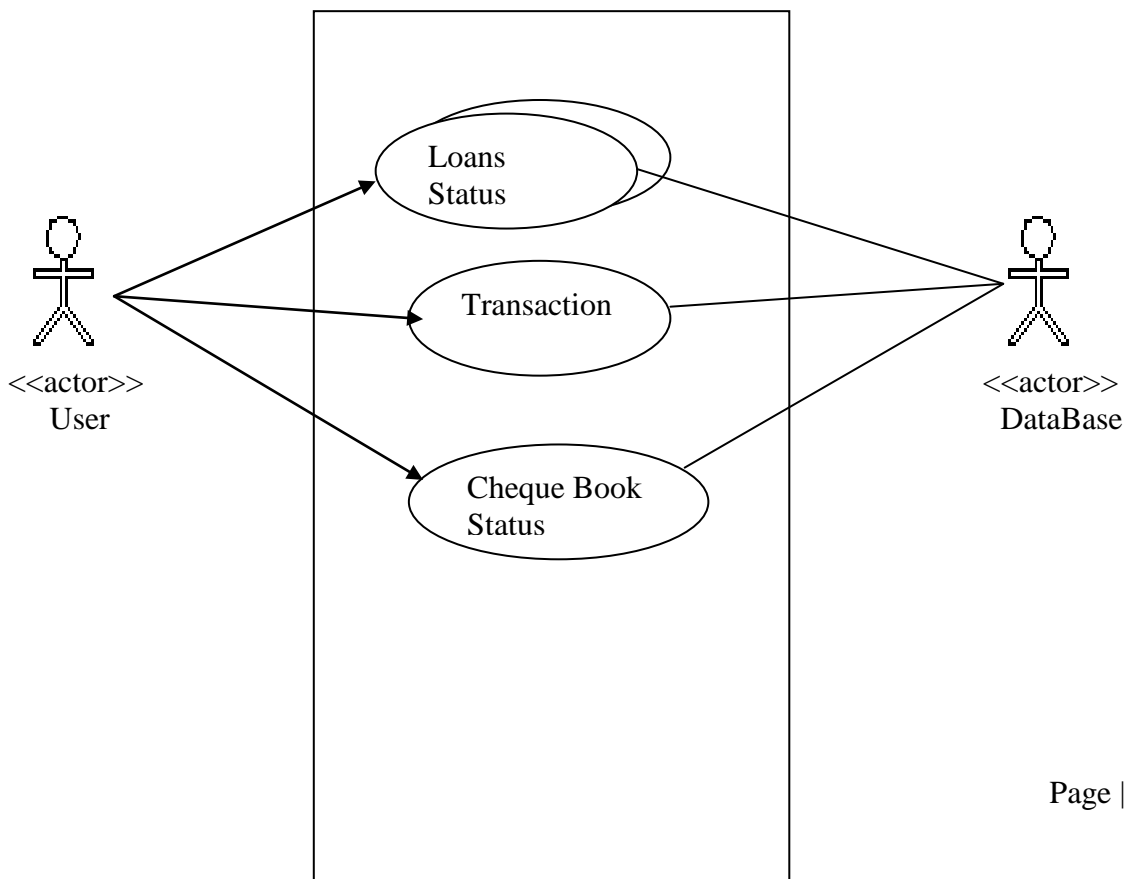 Loans
Status
Transaction
<<actor>>
User
<<actor>>
DataBase
Cheque Book
Status
Page |